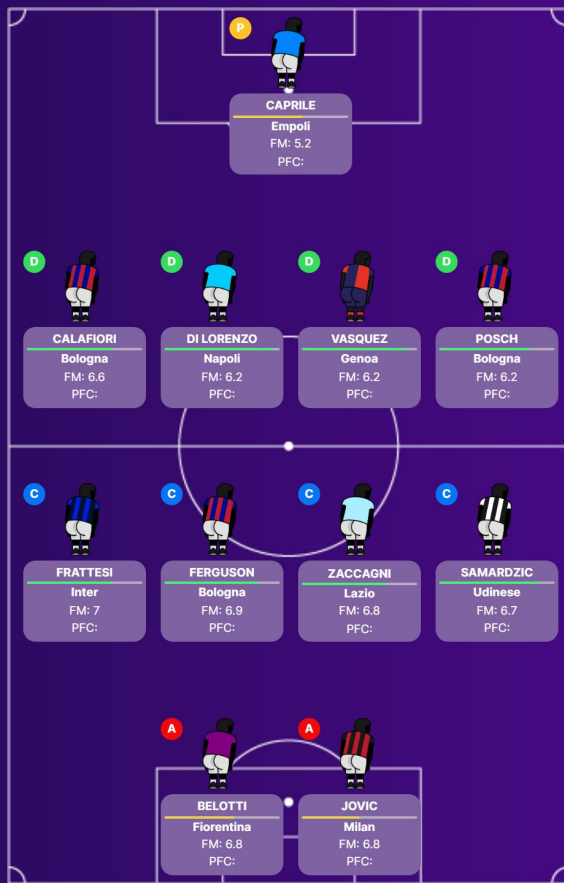 P
CAPRILE
Empoli
FM: 5.2
PFC:
D
D
D
D
CALAFIORI
Bologna
FM: 6.6
PFC:
DI LORENZO
Napoli
FM: 6.2
PFC:
VASQUEZ
Genoa
FM: 6.2
PFC:
POSCH
Bologna
FM: 6.2
PFC:
C
C
C
C
FRATTESI
Inter
FM: 7
PFC:
FERGUSON
Bologna
FM: 6.9
PFC:
ZACCAGNI
Lazio
FM: 6.8
PFC:
SAMARDZIC
Udinese
FM: 6.7
PFC:
A
A
BELOTTI
Fiorentina
FM: 6.8
PFC:
JOVIC
Milan
FM: 6.8
PFC: